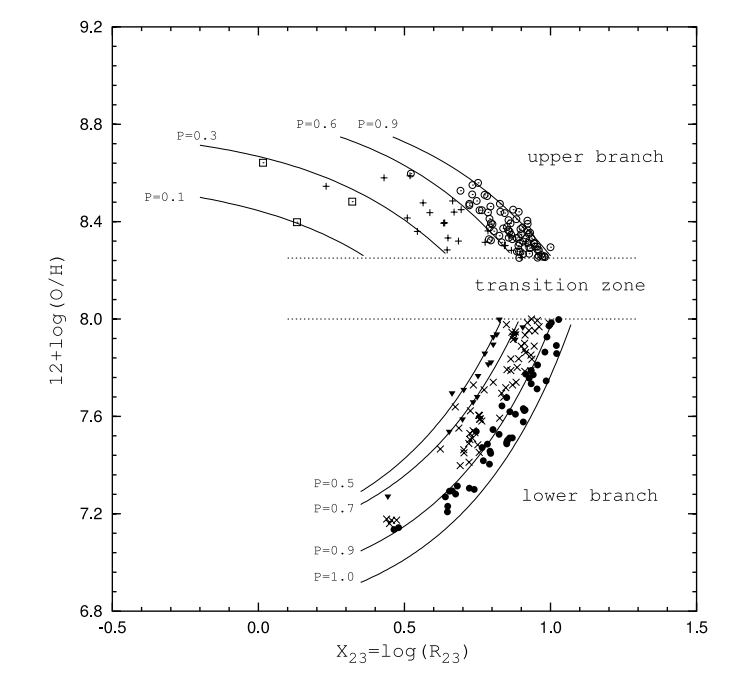 9.2
8.8
8.4
8.0
7.6
7.2
6.8
12+log(O/H)
P=0.3
P=0.6
P=0.9
P=0.1
upper branch
transition zone
P=0.5
P=0.7
lower branch
P=0.9
P=1.0
-0.5
0.0
0.5
1.0
1.5
X23=log(R23)